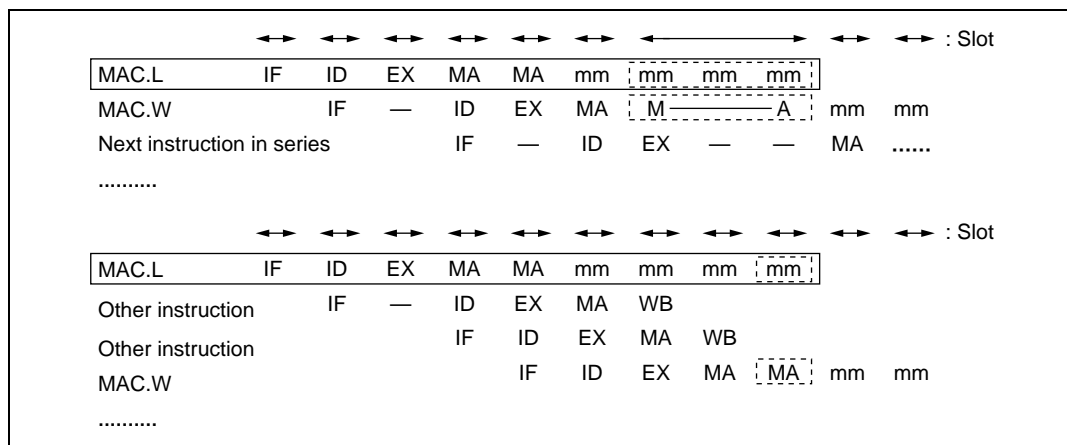 : Slot
MAC.L IF ID EX MA MA mm mm mm mm
MAC.W IF — ID EX MA M A mm mm
Next instruction in series IF — ID EX — — MA ......
..........
: Slot
MAC.L IF ID EX MA MA mm mm mm mm
Other instruction IF — ID EX MA WB
Other instruction IF ID EX MA WB
MAC.W IF ID EX MA MA mm mm
..........